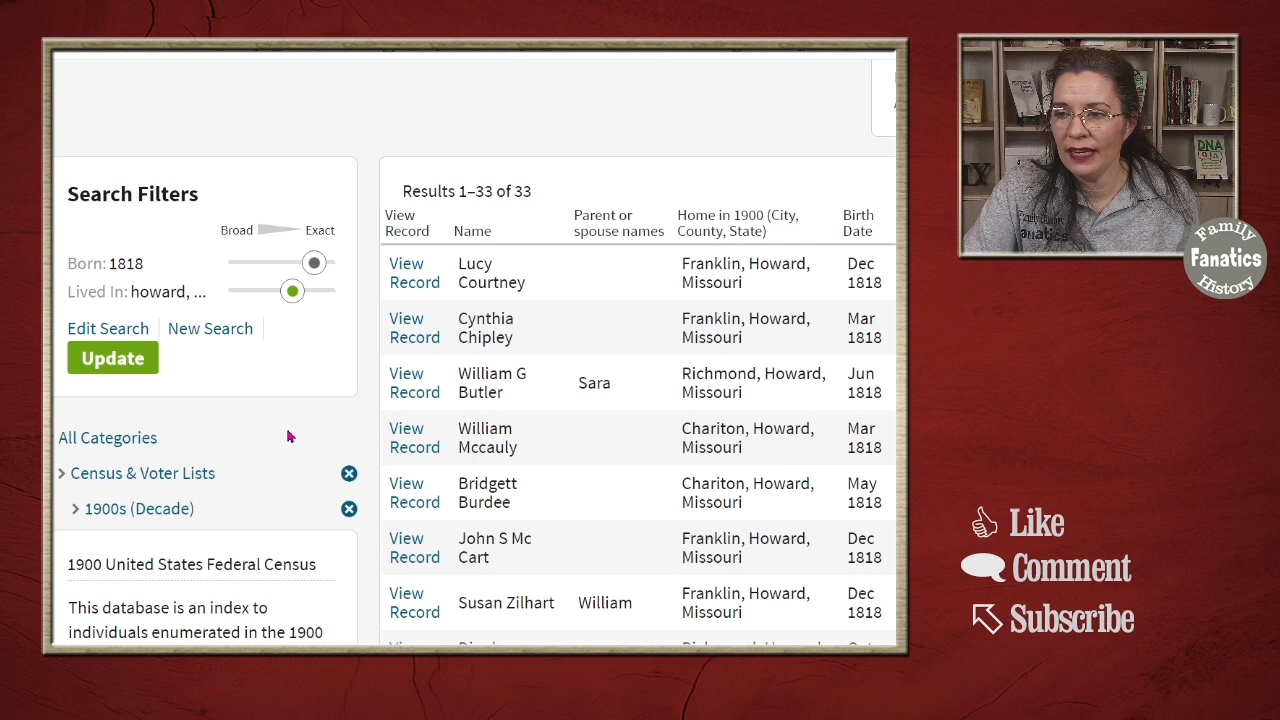 Search Filters
Broad Exact
Born: 1818
Lived In: howard, ...
Edit Search New Search
Update
All Categories
Census & Voter Lists
1900s (Decade)
1900 United States Federal Census
This database is an index to
individuals enumerated in the 1900
Results 1–33 of 33
View
Record
Name
Parent or
spouse names
Home in 1900 (City,
County, State)
Birth
Date
View
Record
Lucy
Courtney
Franklin, Howard,
Missouri
Dec
1818
View
Record
Cynthia
Chipley
Franklin, Howard,
Missouri
Mar
1818
View
Record
William G
Butler
Sara
Richmond, Howard,
Missouri
Jun
1818
View
Record
William
Mccauly
Chariton, Howard,
Missouri
Mar
1818
View
Record
Bridgett
Burdee
Chariton, Howard,
Missouri
May
1818
View
Record
John S Mc
Cart
Franklin, Howard,
Missouri
Dec
1818
View
Record
Susan Zilhart
William
Franklin, Howard,
Missouri
Dec
1818
DNA
Family
Fanatics
History
Like
Comment
Subscribe